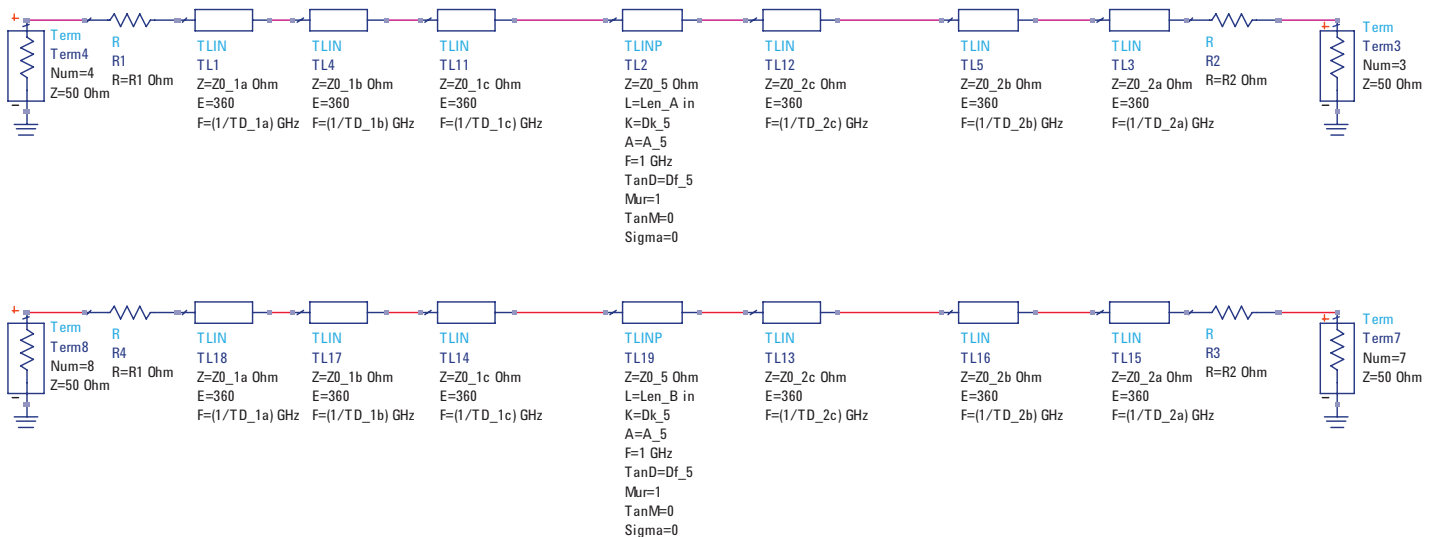 Term
Term4
Num=4
Z=50 Ohm
R
R1
R=R1 Ohm
TLIN
TL1
Z=Z0_1a Ohm
E=360
F=(1/TD_1a) GHz
TLIN
TL4
Z=Z0_1b Ohm
E=360
F=(1/TD_1b) GHz
TLIN
TL11
Z=Z0_1c Ohm
E=360
F=(1/TD_1c) GHz
TLINP
TL2
Z=Z0_5 Ohm
L=Len_A in
K=Dk_5
A=A_5
F=1 GHz
TanD=Df_5
Mur=1
TanM=0
Sigma=0
TLIN
TL12
Z=Z0_2c Ohm
E=360
F=(1/TD_2c) GHz
TLIN
TL5
Z=Z0_2b Ohm
E=360
F=(1/TD_2b) GHz
TLIN
TL3
Z=Z0_2a Ohm
E=360
F=(1/TD_2a) GHz
R
R2
R=R2 Ohm
Term
Term3
Num=3
Z=50 Ohm
Term
Term8
Num=8
Z=50 Ohm
R
R4
R=R1 Ohm
TLIN
TL18
Z=Z0_1a Ohm
E=360
F=(1/TD_1a) GHz
TLIN
TL17
Z=Z0_1b Ohm
E=360
F=(1/TD_1b) GHz
TLIN
TL14
Z=Z0_1c Ohm
E=360
F=(1/TD_1c) GHz
TLINP
TL19
Z=Z0_5 Ohm
L=Len_B in
K=Dk_5
A=A_5
F=1 GHz
TanD=Df_5
Mur=1
TanM=0
Sigma=0
TLIN
TL13
Z=Z0_2c Ohm
E=360
F=(1/TD_2c) GHz
TLIN
TL16
Z=Z0_2b Ohm
E=360
F=(1/TD_2b) GHz
TLIN
TL15
Z=Z0_2a Ohm
E=360
F=(1/TD_2a) GHz
R
R3
R=R2 Ohm
Term
Term7
Num=7
Z=50 Ohm